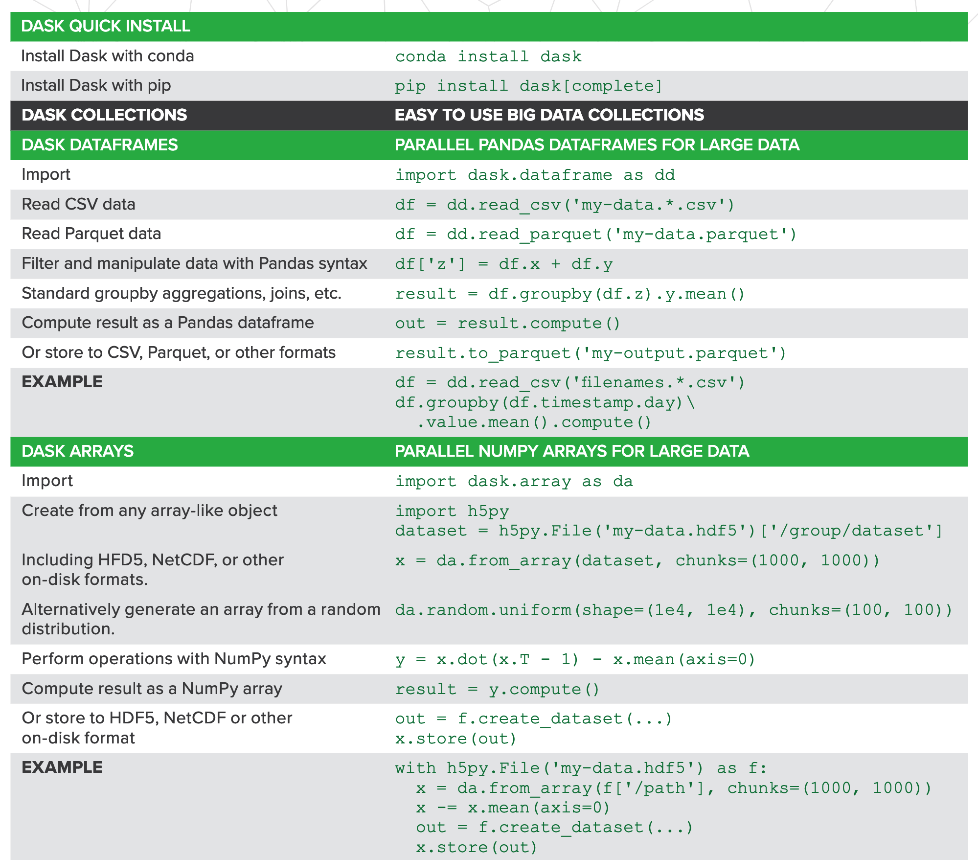 DASK QUICK INSTALL
Install Dask with conda conda install dask
Install Dask with pip pip install dask[complete]
DASK COLLECTIONS EASY TO USE BIG DATA COLLECTIONS
DASK DATAFRAMES PARALLEL PANDAS DATAFRAMES FOR LARGE DATA
Import import dask.dataframe as dd
Read CSV data df = dd.read_csv('my-data.*.csv')
Read Parquet data df = dd.read_parquet('my-data.parquet')
Filter and manipulate data with Pandas syntax df['z'] = df.x + df.y
Standard groupby aggregations, joins, etc. result = df.groupby(df.z).y.mean()
Compute result as a Pandas dataframe out = result.compute()
Or store to CSV, Parquet, or other formats result.to_parquet('my-output.parquet')
EXAMPLE df = dd.read_csv('filenames.*.csv')
df.groupby(df.timestamp.day)\
.value.mean().compute()
DASK ARRAYS PARALLEL NUMPY ARRAYS FOR LARGE DATA
Import import dask.array as da
Create from any array-like object import h5py
dataset = h5py.File('my-data.hdf5')['/group/dataset']
Including HFD5, NetCDF, or other x = da.from_array(dataset, chunks=(1000, 1000))
on-disk formats.
Alternatively generate an array from a random da.random.uniform(shape=(1e4, 1e4), chunks=(100, 100))
distribution.
Perform operations with NumPy syntax y = x.dot(x.T - 1) - x.mean(axis=0)
Compute result as a NumPy array result = y.compute()
Or store to HDF5, NetCDF or other out = f.create_dataset(...)
on-disk format x.store(out)
EXAMPLE with h5py.File('my-data.hdf5') as f:
x = da.from_array(f['/path'], chunks=(1000, 1000))
x -= x.mean(axis=0)
out = f.create_dataset(...)
x.store(out)